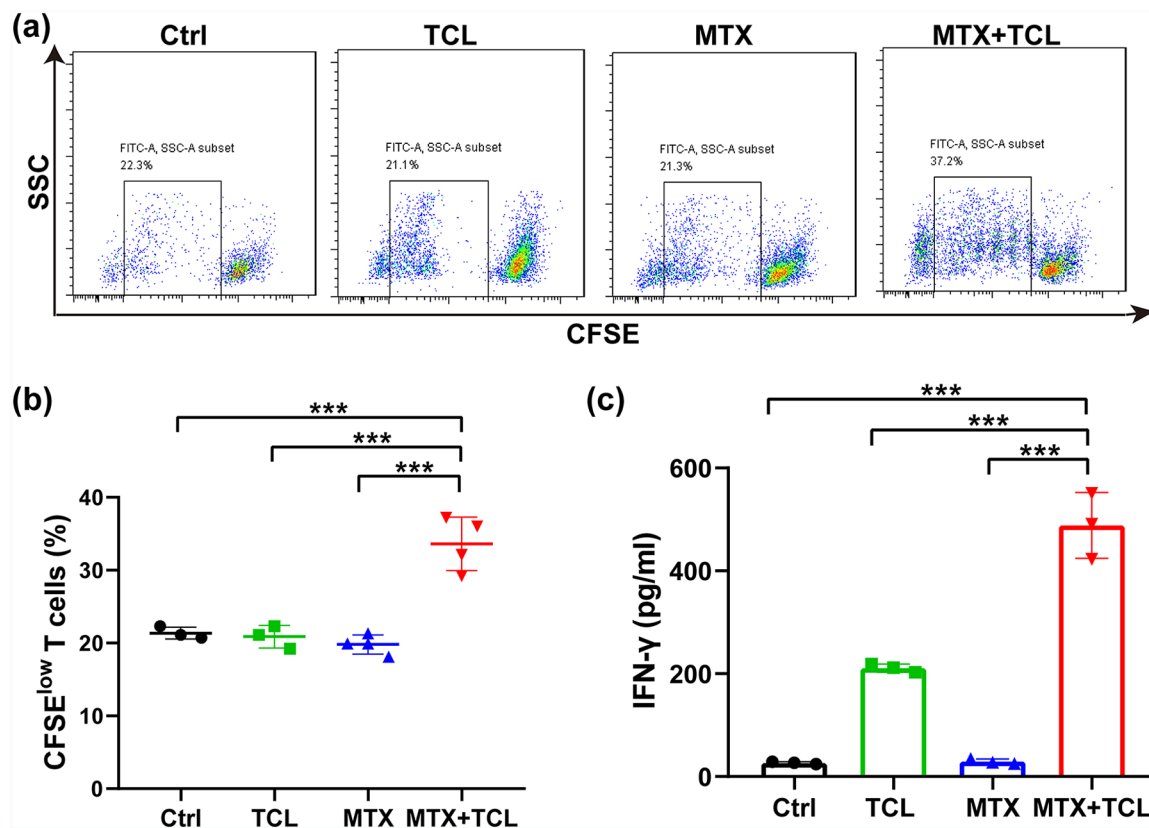 (a)
Ctrl TCL MTX MTX+TCL
SSC
FITC-A, SSC-A subset
22.3%
FITC-A, SSC-A subset
21.1%
FITC-A, SSC-A subset
21.3%
FITC-A, SSC-A subset
37.2%
CFSE
(b)
***
***
***
CFSElow T cells (%)
40
30
20
10
0
Ctrl TCL MTX MTX+TCL
(c)
***
***
***
IFN-γ (pg/ml)
600
400
200
0
Ctrl TCL MTX MTX+TCL